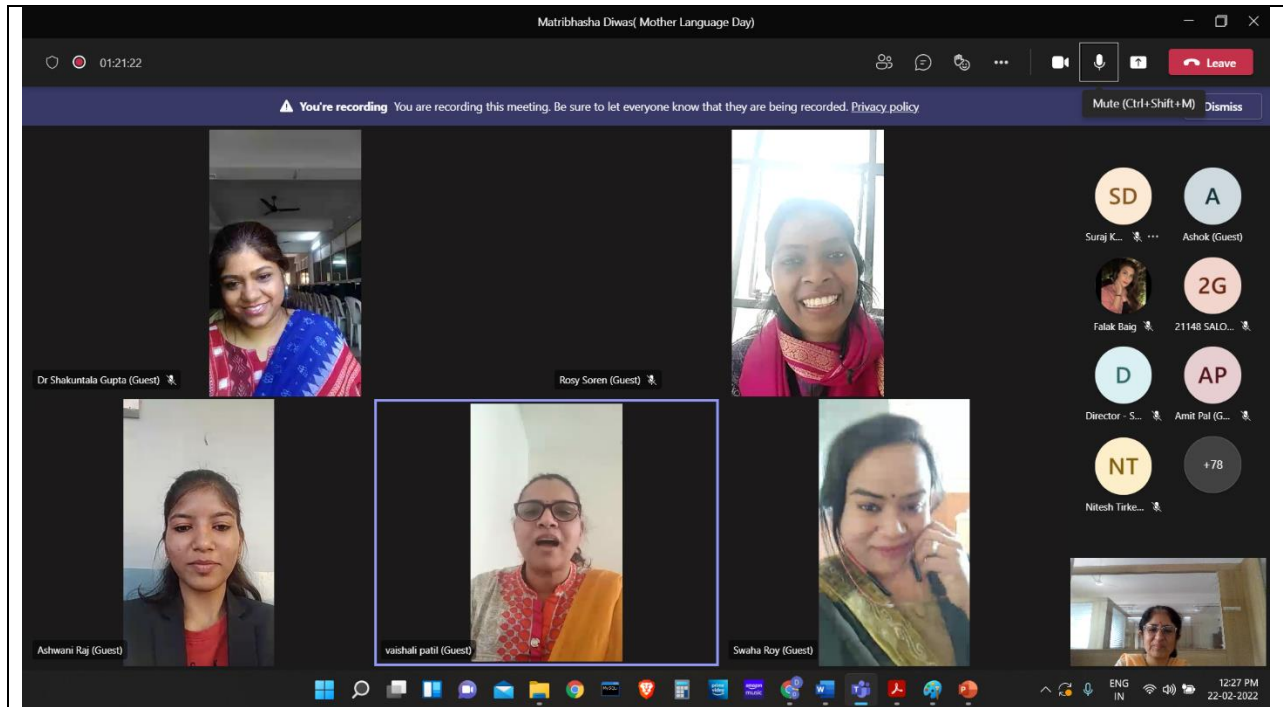 Matribhasha Diwas( Mother Language Day)
01:21:22
Leave
You're recording You are recording this meeting. Be sure to let everyone know that they are being recorded. Privacy policy
Mute (Ctrl+Shift+M)
Dismiss
Dr Shakuntala Gupta (Guest)
Rosy Soren (Guest)
SD
Suraj K...
A
Ashok (Guest)
Falak Baig
2G
21148 SALO...
D
Director - S...
AP
Amit Pal (G...
NT
Nitesh Tirke...
+78
Ashwani Raj (Guest)
vaishali patil (Guest)
Swaha Roy (Guest)
ENG
IN
12:27 PM
22-02-2022